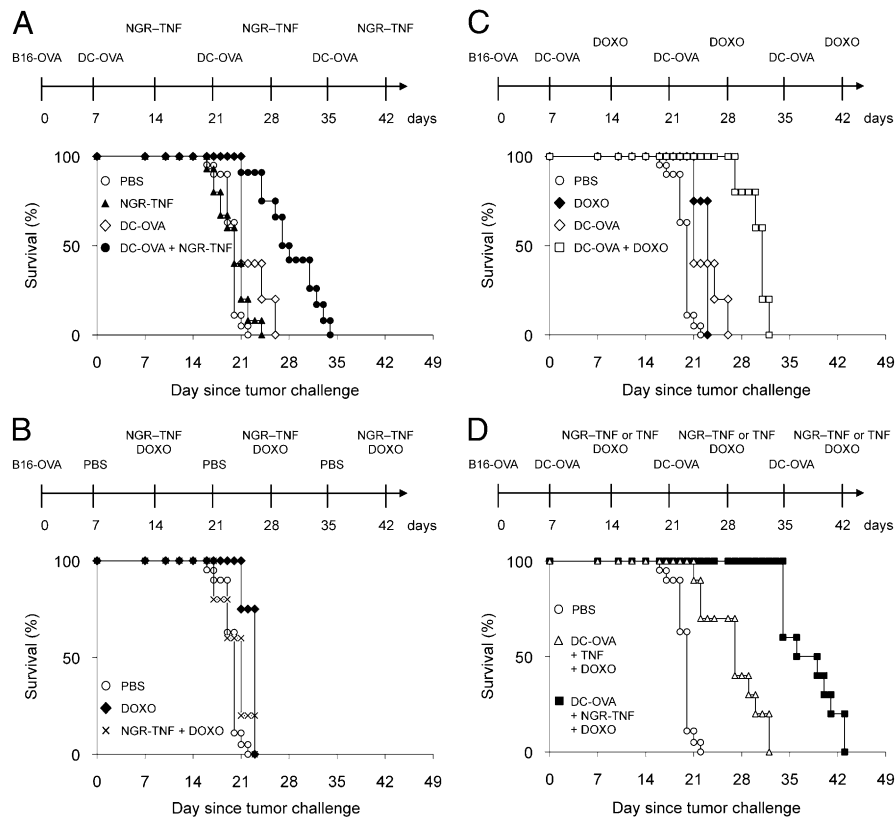 A
NGR–TNF NGR–TNF NGR–TNF
B16-OVA DC-OVA DC-OVA DC-OVA
0 7 14 21 28 35 42 days
100
50
0
Survival (%)
PBS
NGR-TNF
DC-OVA
DC-OVA + NGR-TNF
0 7 14 21 28 35 42 49
Day since tumor challenge
B
NGR–TNF NGR–TNF NGR–TNF
DOXO DOXO DOXO
B16-OVA PBS PBS PBS
0 7 14 21 28 35 42 days
100
50
0
Survival (%)
PBS
DOXO
NGR-TNF + DOXO
0 7 14 21 28 35 42 49
Day since tumor challenge
C
DOXO DOXO DOXO
B16-OVA DC-OVA DC-OVA DC-OVA
0 7 14 21 28 35 42 days
100
50
0
Survival (%)
PBS
DOXO
DC-OVA
DC-OVA + DOXO
0 7 14 21 28 35 42 49
Day since tumor challenge
D
NGR–TNF or TNF NGR–TNF or TNF NGR–TNF or TNF
DOXO DOXO DOXO
B16-OVA DC-OVA DC-OVA DC-OVA
0 7 14 21 28 35 42 days
100
50
0
Survival (%)
PBS
DC-OVA
+ TNF
+ DOXO
DC-OVA
+ NGR-TNF
+ DOXO
0 7 14 21 28 35 42 49
Day since tumor challenge